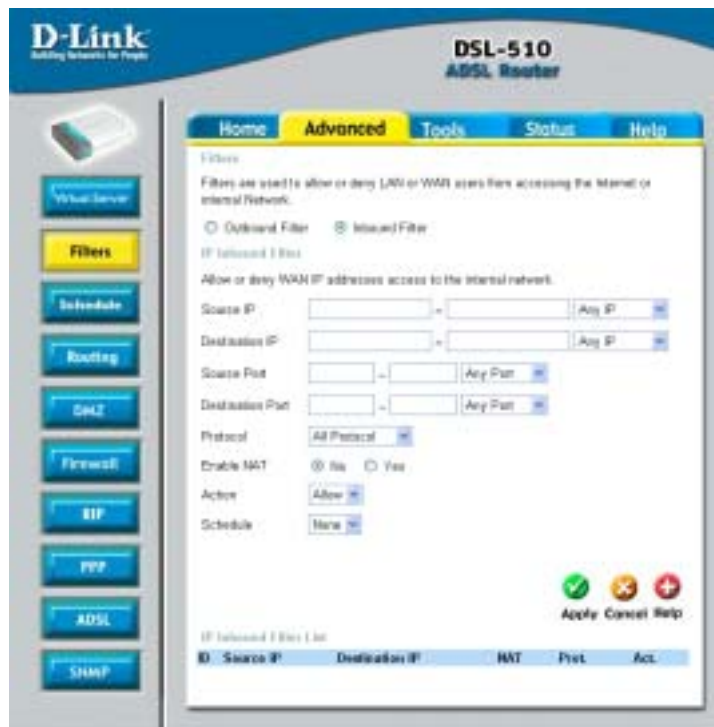 D-Link
Building Networks for People
DSL-510
ADSL Router
Home Advanced Tools Status Help
Virtual Server
Filters
Schedule
Routing
DMZ
Firewall
RIP
PPP
ADSL
SNMP
Filters
Filters are used to allow or deny LAN or WAN users from accessing the Internet or
internal Network.
Outbound Filter Inbound Filter
IP Inbound Filter
Allow or deny WAN IP addresses access to the internal network.
Source IP - Any IP
Destination IP - Any IP
Source Port - Any Port
Destination Port - Any Port
Protocol All Protocol
Enable NAT No Yes
Action Allow
Schedule None
Apply Cancel Help
IP Inbound Filter List
ID Source IP Destination IP NAT Prot. Act.